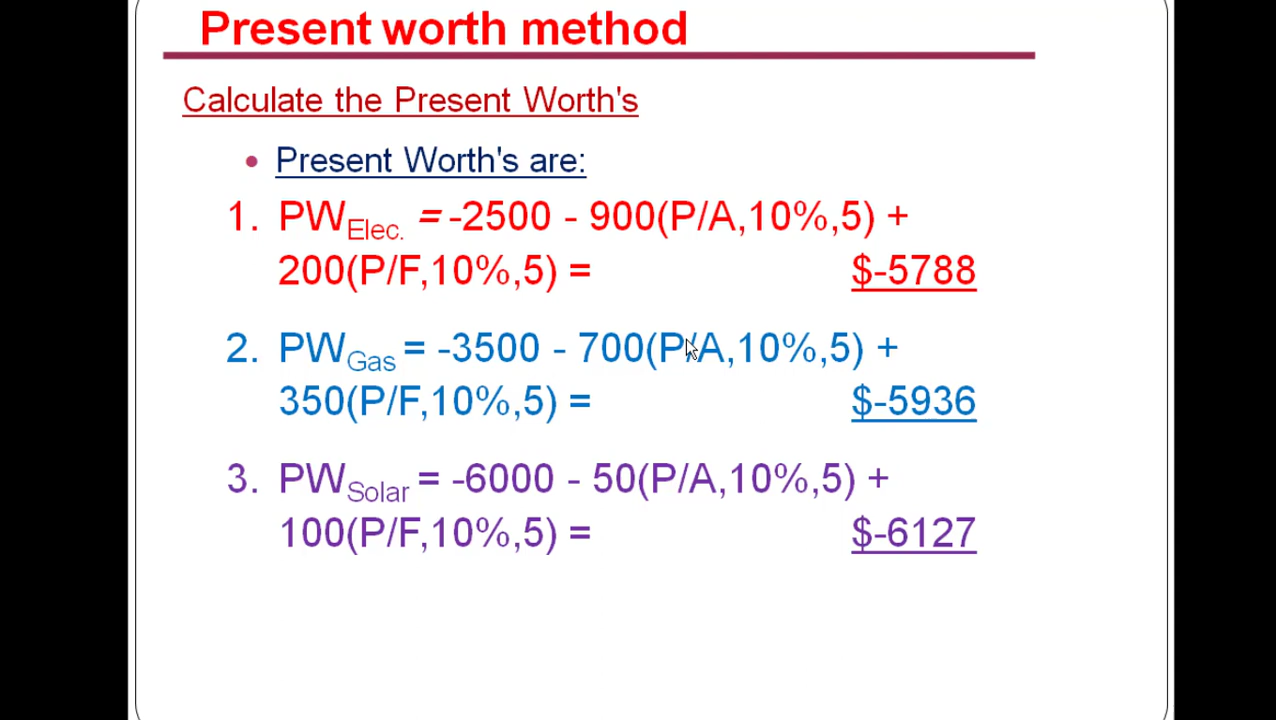 Present worth method
Calculate the Present Worth's
• Present Worth's are:
1. PWElec. = -2500 - 900(P/A,10%,5) +
200(P/F,10%,5) = $-5788
2. PWGas = -3500 - 700(P/A,10%,5) +
350(P/F,10%,5) = $-5936
3. PWSolar = -6000 - 50(P/A,10%,5) +
100(P/F,10%,5) = $-6127